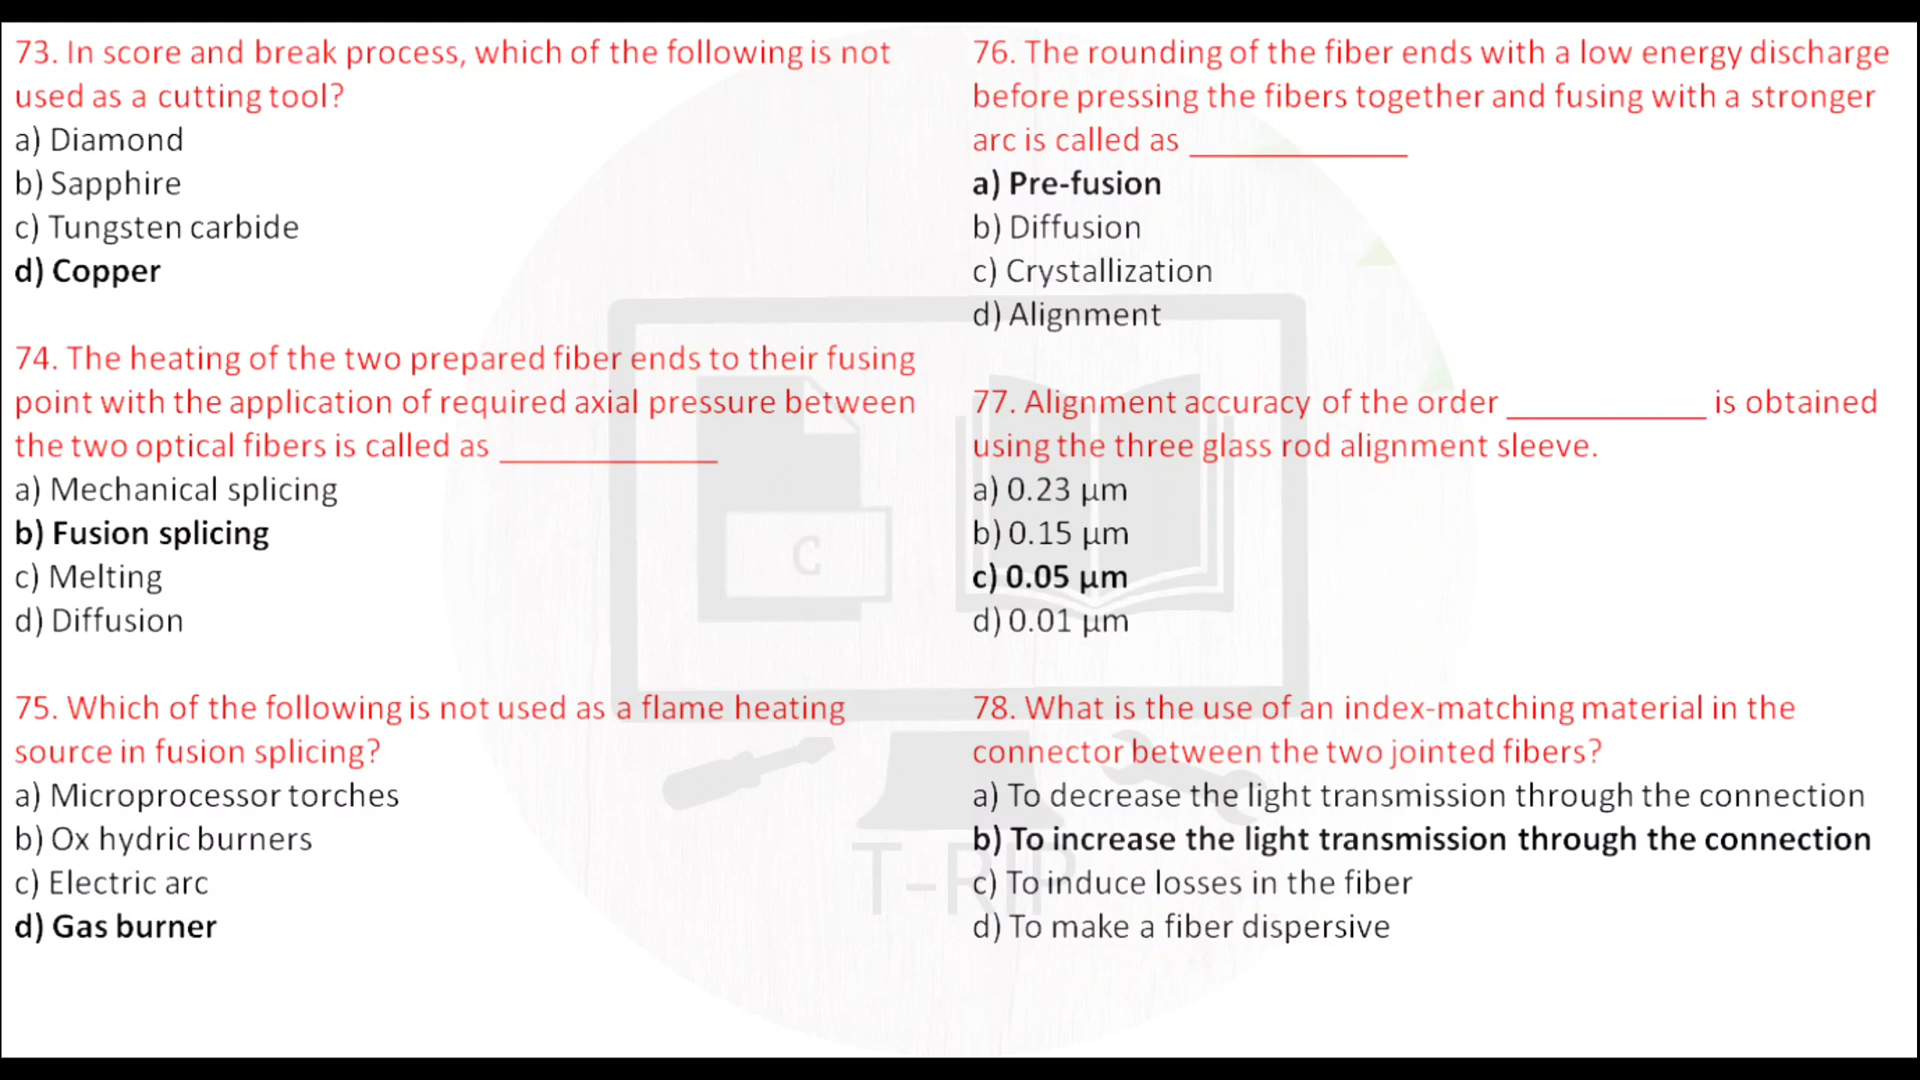 73. In score and break process, which of the following is not
used as a cutting tool?
a) Diamond
b) Sapphire
c) Tungsten carbide
d) Copper
74. The heating of the two prepared fiber ends to their fusing
point with the application of required axial pressure between
the two optical fibers is called as ____________
a) Mechanical splicing
b) Fusion splicing
c) Melting
d) Diffusion
75. Which of the following is not used as a flame heating
source in fusion splicing?
a) Microprocessor torches
b) Ox hydric burners
c) Electric arc
d) Gas burner
76. The rounding of the fiber ends with a low energy discharge
before pressing the fibers together and fusing with a stronger
arc is called as ____________
a) Pre-fusion
b) Diffusion
c) Crystallization
d) Alignment
77. Alignment accuracy of the order ___________ is obtained
using the three glass rod alignment sleeve.
a) 0.23 μm
b) 0.15 μm
c) 0.05 μm
d) 0.01 μm
78. What is the use of an index-matching material in the
connector between the two jointed fibers?
a) To decrease the light transmission through the connection
b) To increase the light transmission through the connection
c) To induce losses in the fiber
d) To make a fiber dispersive
C
T-RIP